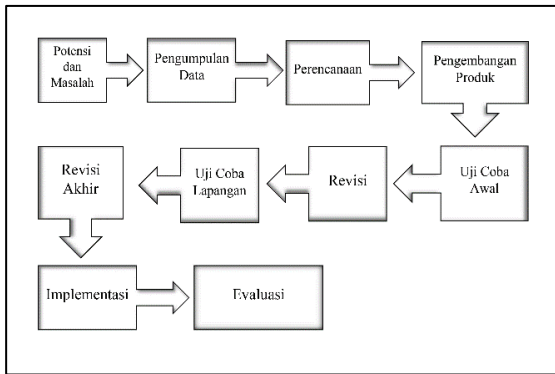 Potensi
dan
Masalah
Pengumpulan
Data
Perencanaan
Pengembangan
Produk
Uji Coba
Awal
Revisi
Uji Coba
Lapangan
Revisi
Akhir
Implementasi
Evaluasi